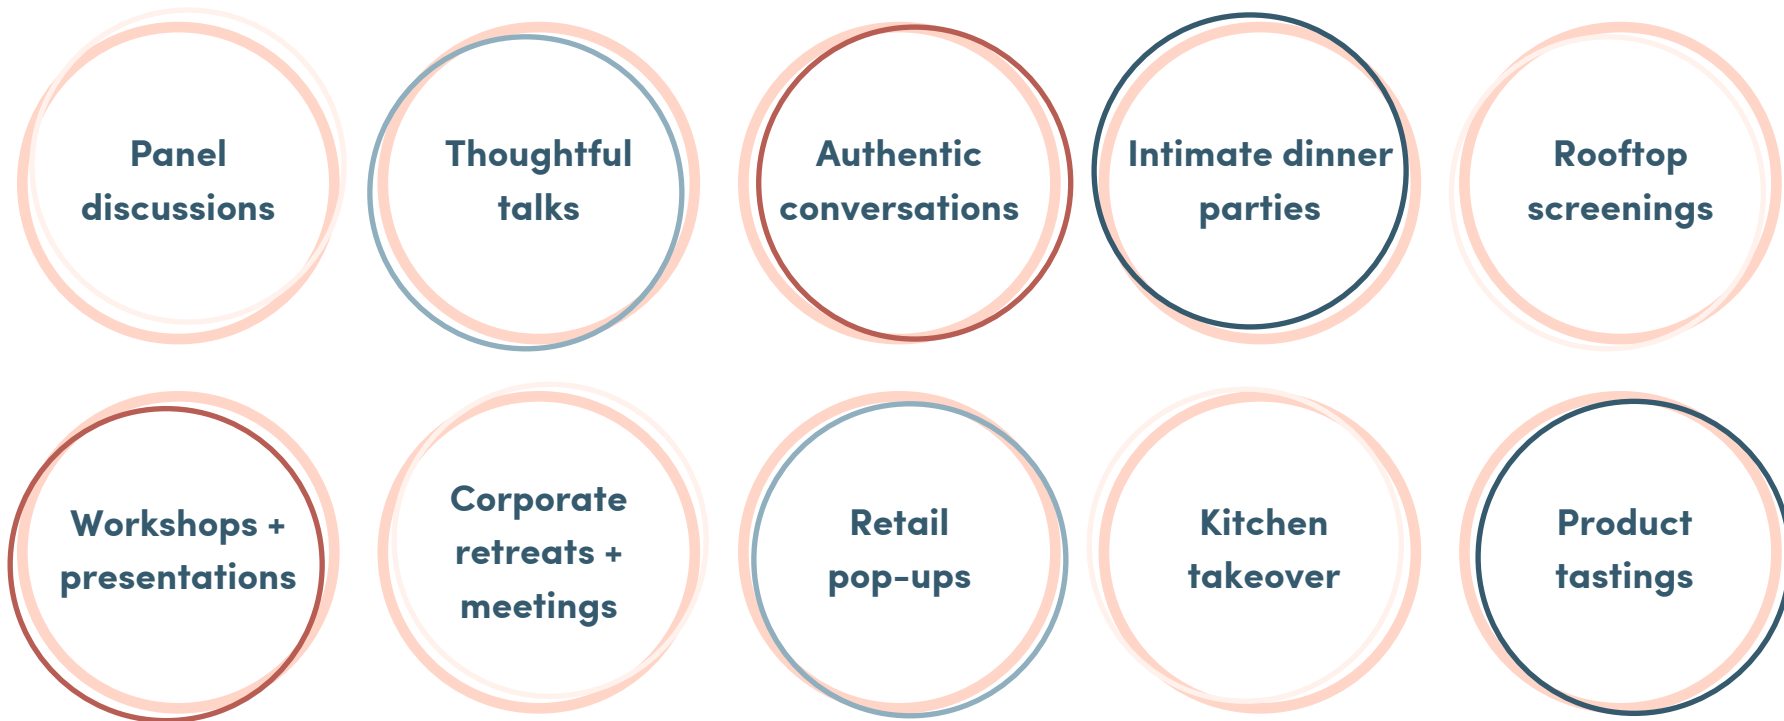 Panel
discussions
Thoughtful
talks
Authentic
conversations
Intimate dinner
parties
Rooftop
screenings
Workshops +
presentations
Corporate
retreats +
meetings
Retail
pop-ups
Kitchen
takeover
Product
tastings